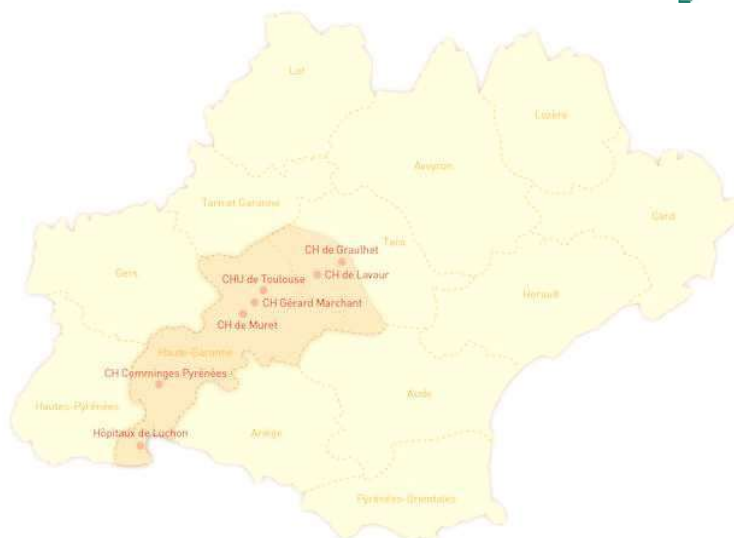 Lot
Lozère
Aveyron
Tarn et Garonne
Gard
Tarn
CH de Graulhet
Gers
CH de Lavaur
CHU de Toulouse
Hérault
CH Gérard Marchant
CH de Muret
Haute-Garonne
CH Comminges Pyrénées
Aude
Hautes-Pyrénées
Hôpitaux de Luchon
Ariège
Pyrénées-Orientales